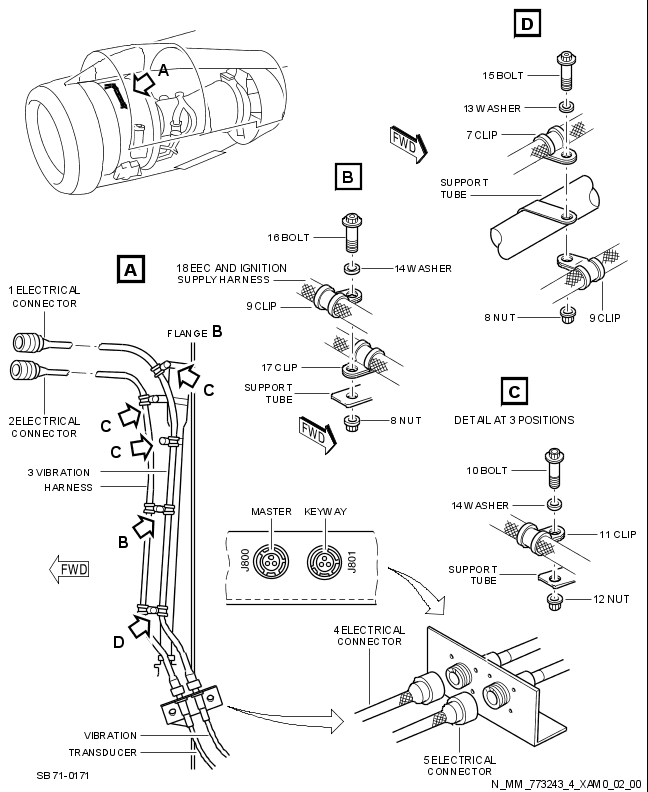 D
A
15 BOLT
13 WASHER
7 CLIP
FWD
SUPPORT
TUBE
8 NUT
9 CLIP
B
16 BOLT
14 WASHER
18 EEC AND IGNITION
SUPPLY HARNESS
9 CLIP
17 CLIP
SUPPORT
TUBE
8 NUT
FWD
A
1 ELECTRICAL
CONNECTOR
FLANGE B
C
2 ELECTRICAL
CONNECTOR
C
C
3 VIBRATION
HARNESS
B
FWD
D
VIBRATION
TRANSDUCER
C
DETAIL AT 3 POSITIONS
10 BOLT
14 WASHER
11 CLIP
SUPPORT
TUBE
12 NUT
MASTER KEYWAY
J800
J801
4 ELECTRICAL
CONNECTOR
5 ELECTRICAL
CONNECTOR
SB 71-0171
N_MM_773243_4_XAM0_02_00